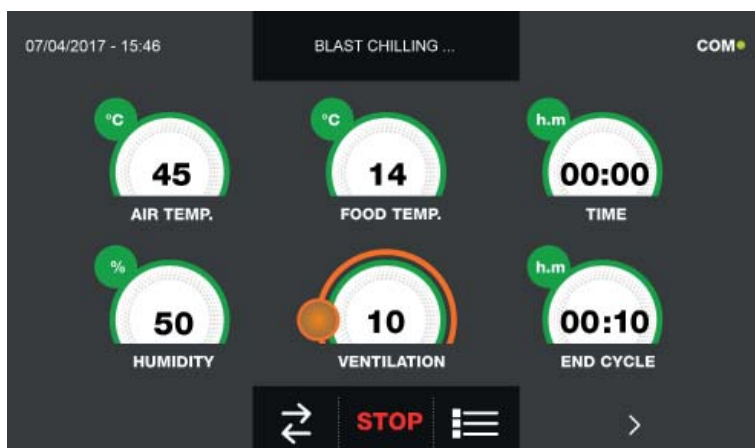 07/04/2017 - 15:46
BLAST CHILLING ...
COM
°C
45
AIR TEMP.
°C
14
FOOD TEMP.
h.m
00:00
TIME
%
50
HUMIDITY
10
VENTILATION
h.m
00:10
END CYCLE
STOP